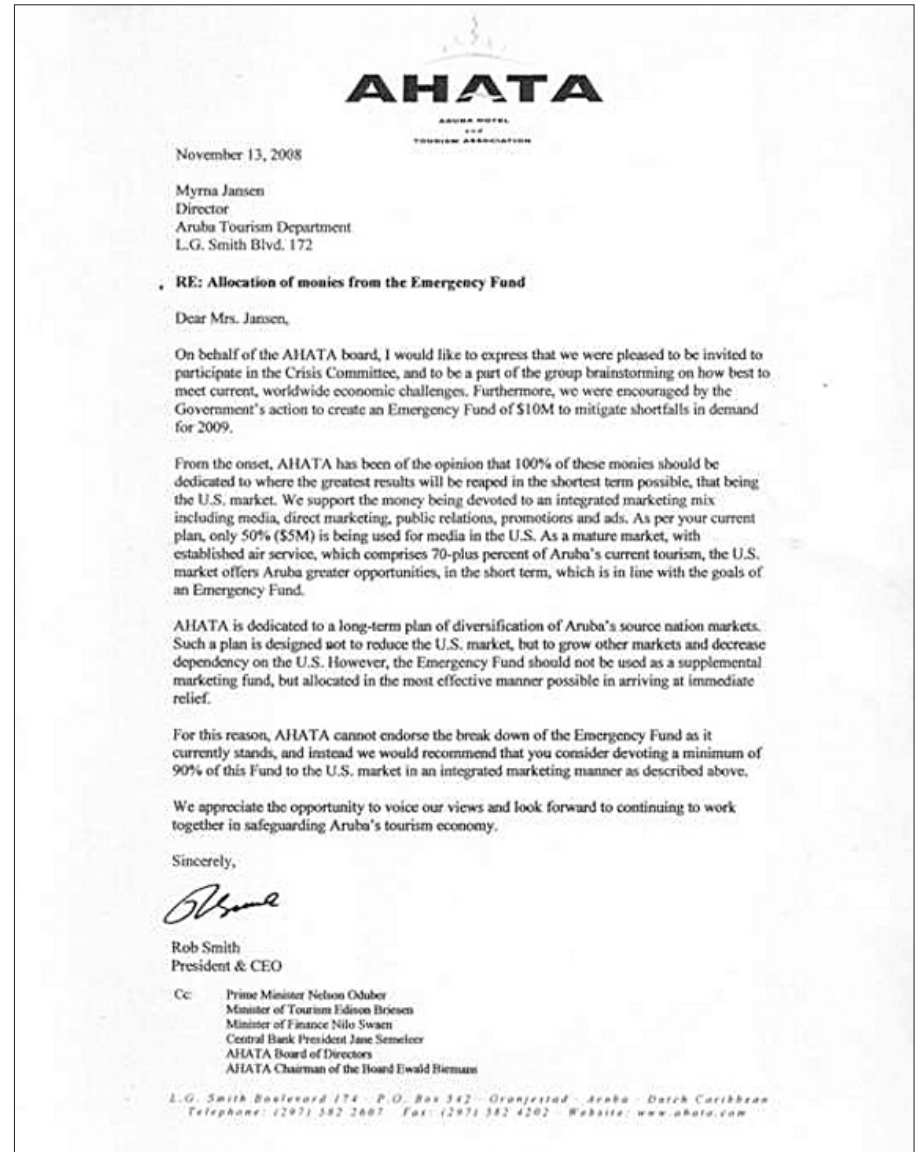 AHATA
ARUBA HOTEL
and
TOURISM ASSOCIATION
November 13, 2008
Myrna Jansen
Director
Aruba Tourism Department
L.G. Smith Blvd. 172
RE: Allocation of monies from the Emergency Fund
Dear Mrs. Jansen,
On behalf of the AHATA board, I would like to express that we were pleased to be invited to
participate in the Crisis Committee, and to be a part of the group brainstorming on how best to
meet current, worldwide economic challenges. Furthermore, we were encouraged by the
Government's action to create an Emergency Fund of $10M to mitigate shortfalls in demand
for 2009.
From the onset, AHATA has been of the opinion that 100% of these monies should be
dedicated to where the greatest results will be reaped in the shortest term possible, that being
the U.S. market. We support the money being devoted to an integrated marketing mix
including media, direct marketing, public relations, promotions and ads. As per your current
plan, only 50% ($5M) is being used for media in the U.S. As a mature market, with
established air service, which comprises 70-plus percent of Aruba's current tourism, the U.S.
market offers Aruba greater opportunities, in the short term, which is in line with the goals of
an Emergency Fund.
AHATA is dedicated to a long-term plan of diversification of Aruba's source nation markets.
Such a plan is designed not to reduce the U.S. market, but to grow other markets and decrease
dependency on the U.S. However, the Emergency Fund should not be used as a supplemental
marketing fund, but allocated in the most effective manner possible in arriving at immediate
relief.
For this reason, AHATA cannot endorse the break down of the Emergency Fund as it
currently stands, and instead we would recommend that you consider devoting a minimum of
90% of this Fund to the U.S. market in an integrated marketing manner as described above.
We appreciate the opportunity to voice our views and look forward to continuing to work
together in safeguarding Aruba's tourism economy.
Sincerely,
Rob Smith
President & CEO
Cc: Prime Minister Nelson Oduber
Minister of Tourism Edison Briesen
Minister of Finance Nilo Swaen
Central Bank President Jane Semeleer
AHATA Board of Directors
AHATA Chairman of the Board Ewald Biemans
L.G. Smith Boulevard 174 - P.O. Box 542 - Oranjestad - Aruba - Dutch Caribbean
Telephone: (297) 582 2607 Fax: (297) 582 4202 - Website: www.ahata.com